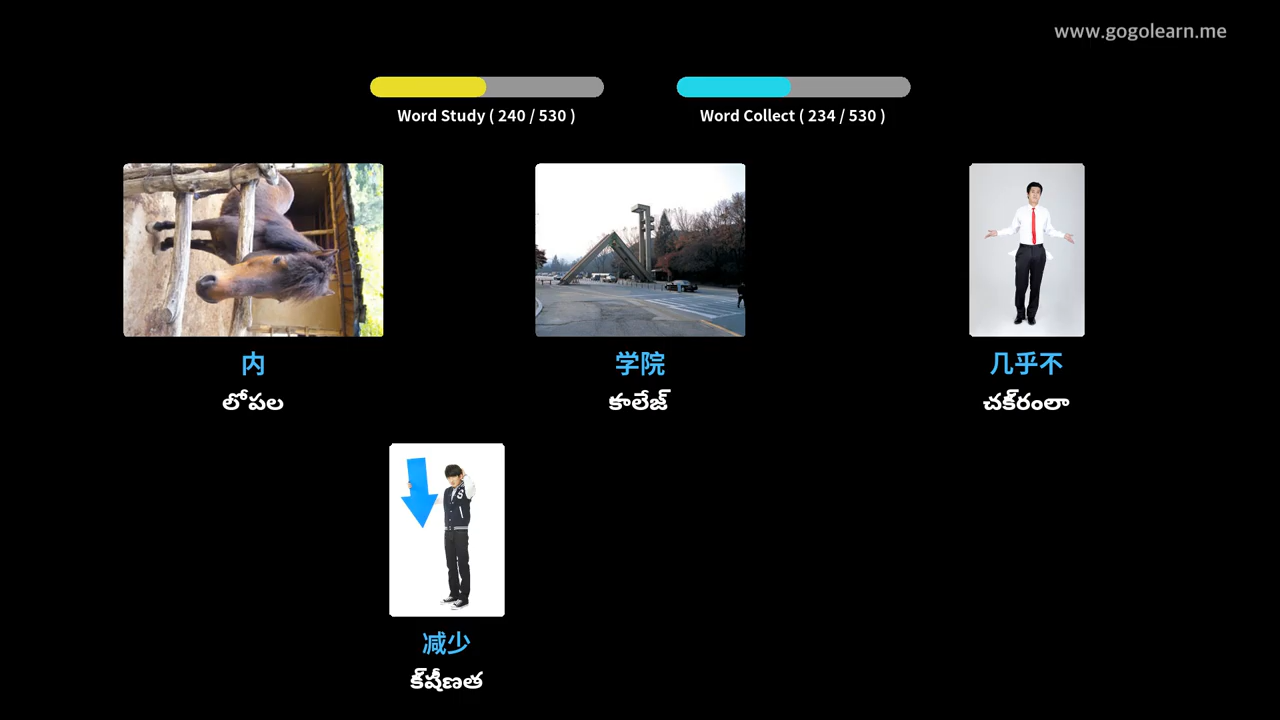 www.gogolearn.me
Word Study ( 240 / 530 )
Word Collect ( 234 / 530 )
内
学院
几乎不
లోపల
కాలేజ్
చక్‌రంలా
减少
క్‌షీణత